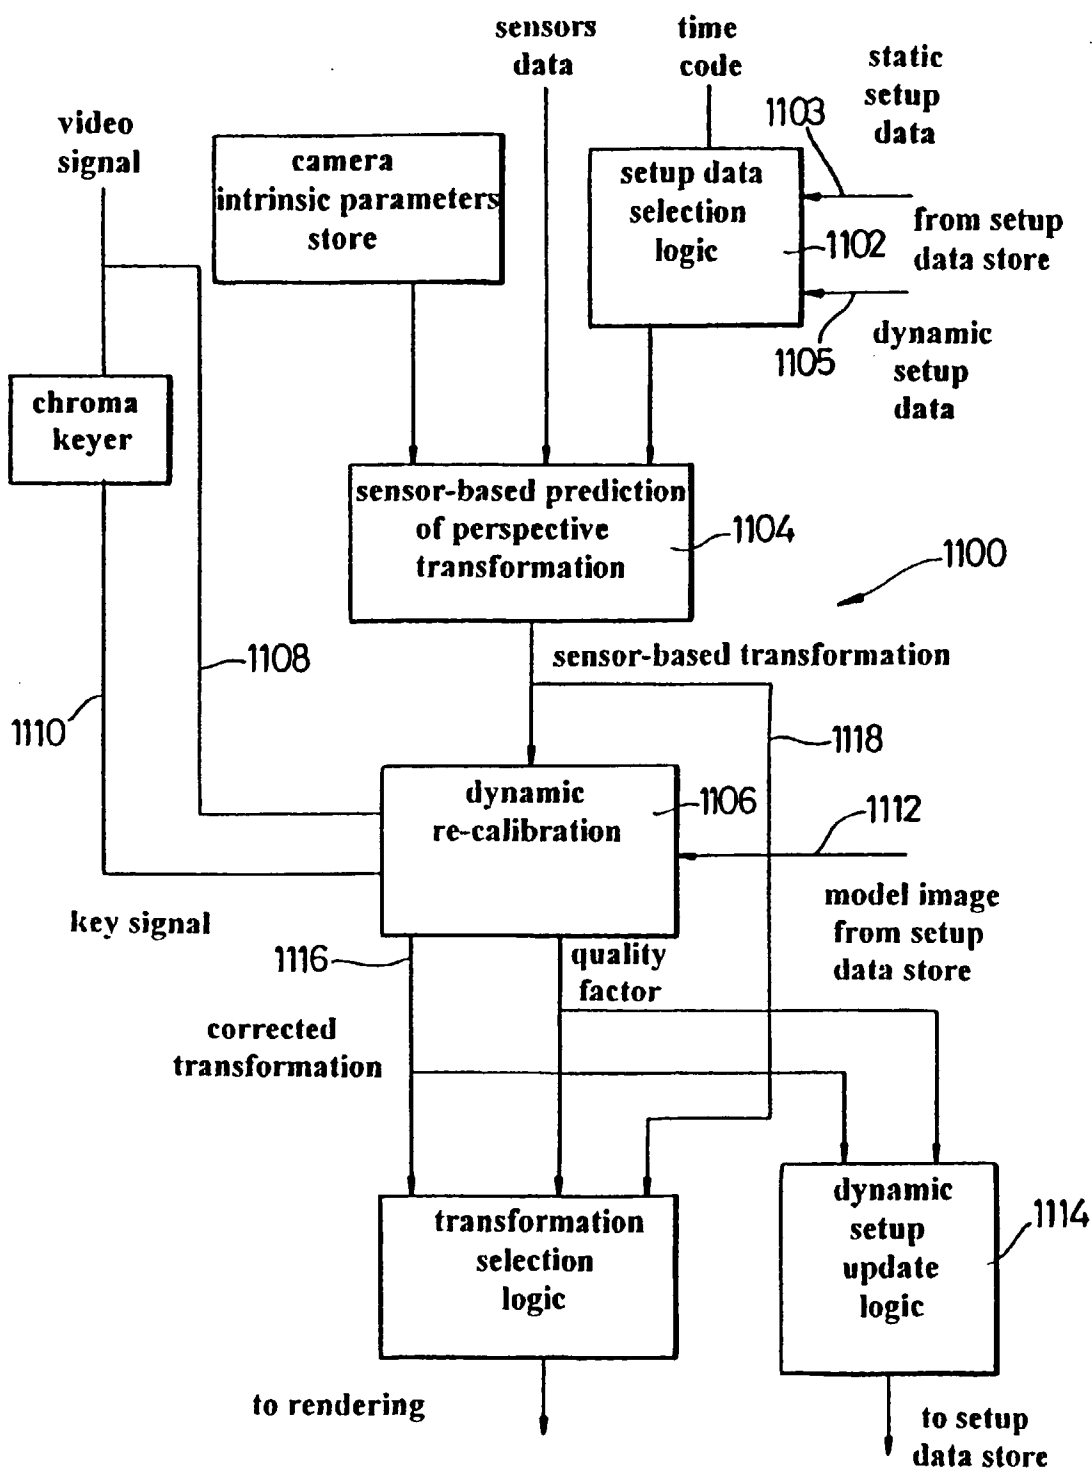 sensors
data
time
code
static
setup
data
1103
video
signal
camera
intrinsic parameters
store
setup data
selection
logic
1102
from setup
data store
1105
dynamic
setup
data
chroma
keyer
sensor-based prediction
of perspective
transformation
1104
1100
sensor-based transformation
1108
1110
1118
dynamic
re-calibration
1106
1112
model image
from setup
data store
key signal
1116
quality
factor
corrected
transformation
transformation
selection
logic
dynamic
setup
update
logic
1114
to rendering
to setup
data store